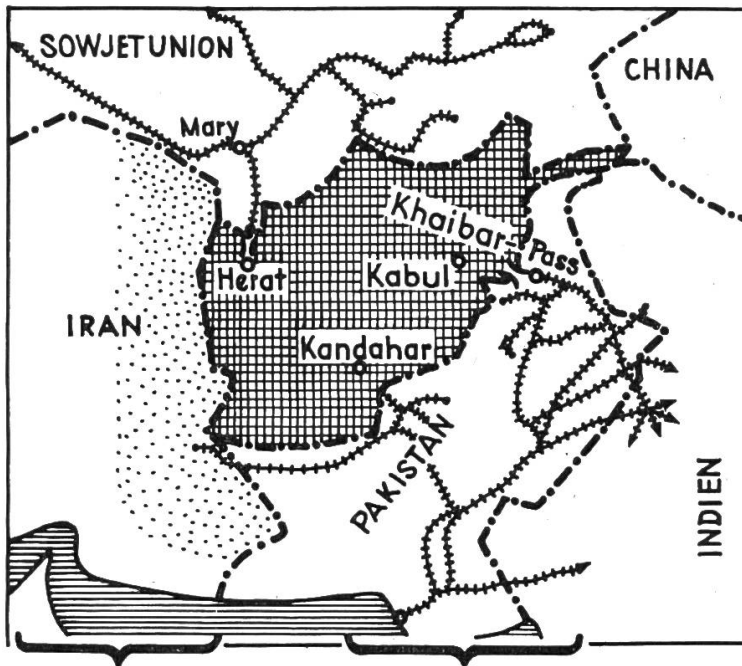 SOWJETUNION
CHINA
Mary
Khaibar-Pass
Herat
Kabul
IRAN
Kandahar
PAKISTAN
INDIEN